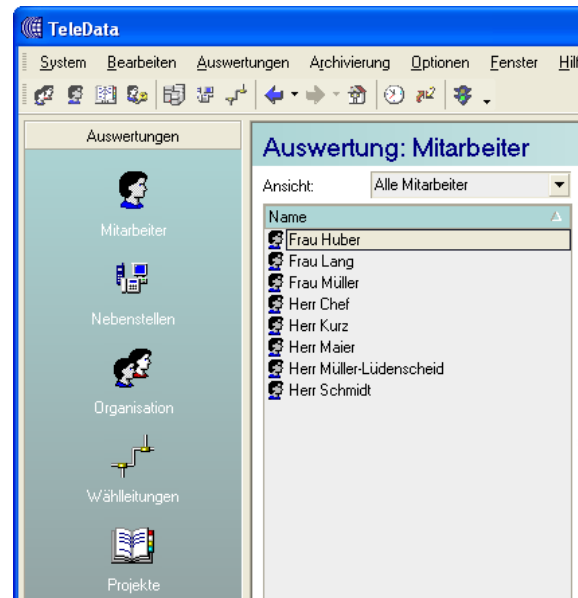 TeleData
System Bearbeiten Auswertungen Archivierung Optionen Fenster Hilf
Auswertungen
Mitarbeiter
Nebenstellen
Organisation
Wählleitungen
Projekte
Auswertung: Mitarbeiter
Ansicht: Alle Mitarbeiter
Name
Frau Huber
Frau Lang
Frau Müller
Herr Chef
Herr Kurz
Herr Maier
Herr Müller-Lüdenscheid
Herr Schmidt